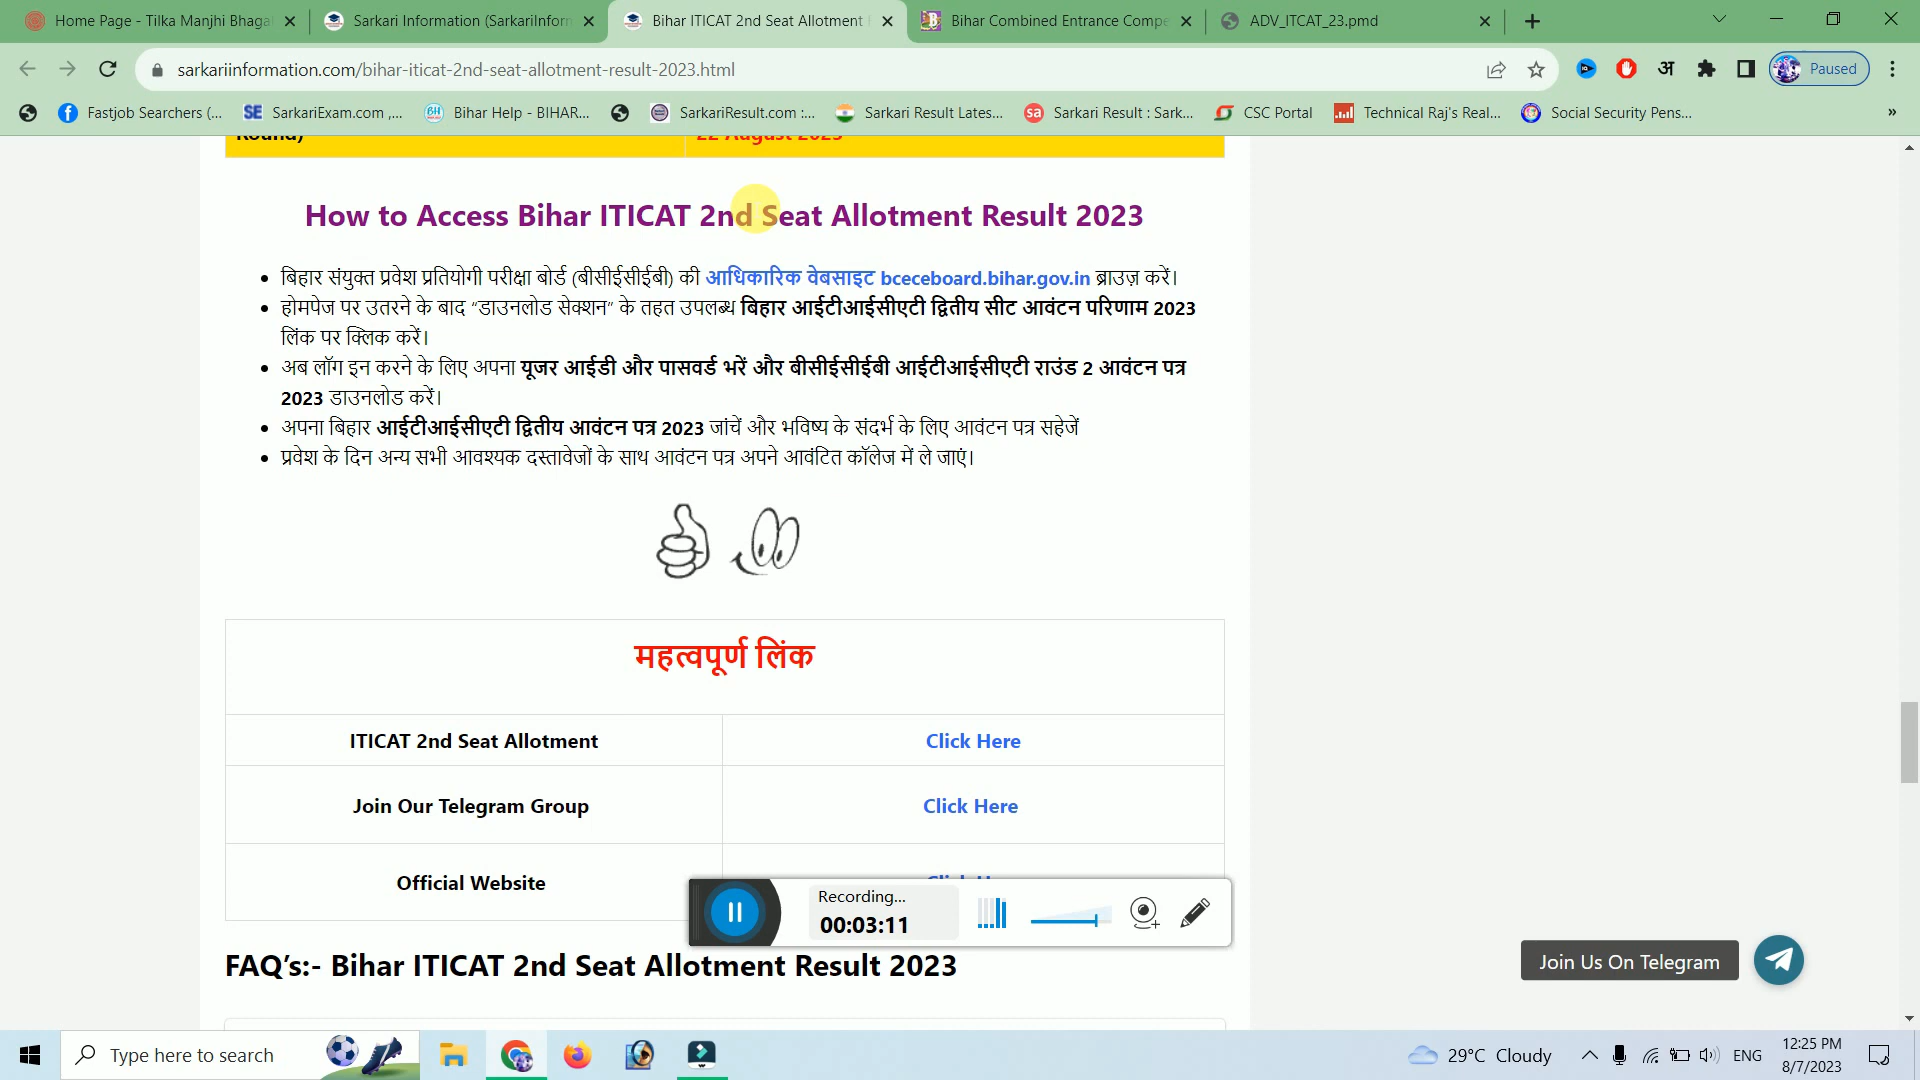 Home Page - Tilka Manjhi Bhaga
Sarkari Information (SarkariInforn
Bihar ITICAT 2nd Seat Allotment
Bihar Combined Entrance Compe
ADV_ITCAT_23.pmd
sarkariinformation.com/bihar-iticat-2nd-seat-allotment-result-2023.html
अ
Paused
Fastjob Searchers (...
SarkariExam.com ,...
Bihar Help - BIHAR...
SarkariResult.com :...
Sarkari Result Lates...
Sarkari Result : Sark...
CSC Portal
Technical Raj's Real...
Social Security Pens...
Round)
22 August 2023
How to Access Bihar ITICAT 2nd Seat Allotment Result 2023
बिहार संयुक्त प्रवेश प्रतियोगी परीक्षा बोर्ड (बीसीईसीईबी) की आधिकारिक वेबसाइट bceceboard.bihar.gov.in ब्राउज़ करें।
होमपेज पर उतरने के बाद “डाउनलोड सेक्शन” के तहत उपलब्ध बिहार आईटीआईसीएटी द्वितीय सीट आवंटन परिणाम 2023
लिंक पर क्लिक करें।
अब लॉग इन करने के लिए अपना यूजर आईडी और पासवर्ड भरें और बीसीईसीईबी आईटीआईसीएटी राउंड 2 आवंटन पत्र
2023 डाउनलोड करें।
अपना बिहार आईटीआईसीएटी द्वितीय आवंटन पत्र 2023 जांचें और भविष्य के संदर्भ के लिए आवंटन पत्र सहेजें
प्रवेश के दिन अन्य सभी आवश्यक दस्तावेजों के साथ आवंटन पत्र अपने आवंटित कॉलेज में ले जाएं।
महत्वपूर्ण लिंक
ITICAT 2nd Seat Allotment
Click Here
Join Our Telegram Group
Click Here
Official Website
Recording...
00:03:11
FAQ’s:- Bihar ITICAT 2nd Seat Allotment Result 2023
Join Us On Telegram
Type here to search
29°C Cloudy
ENG
12:25 PM
8/7/2023